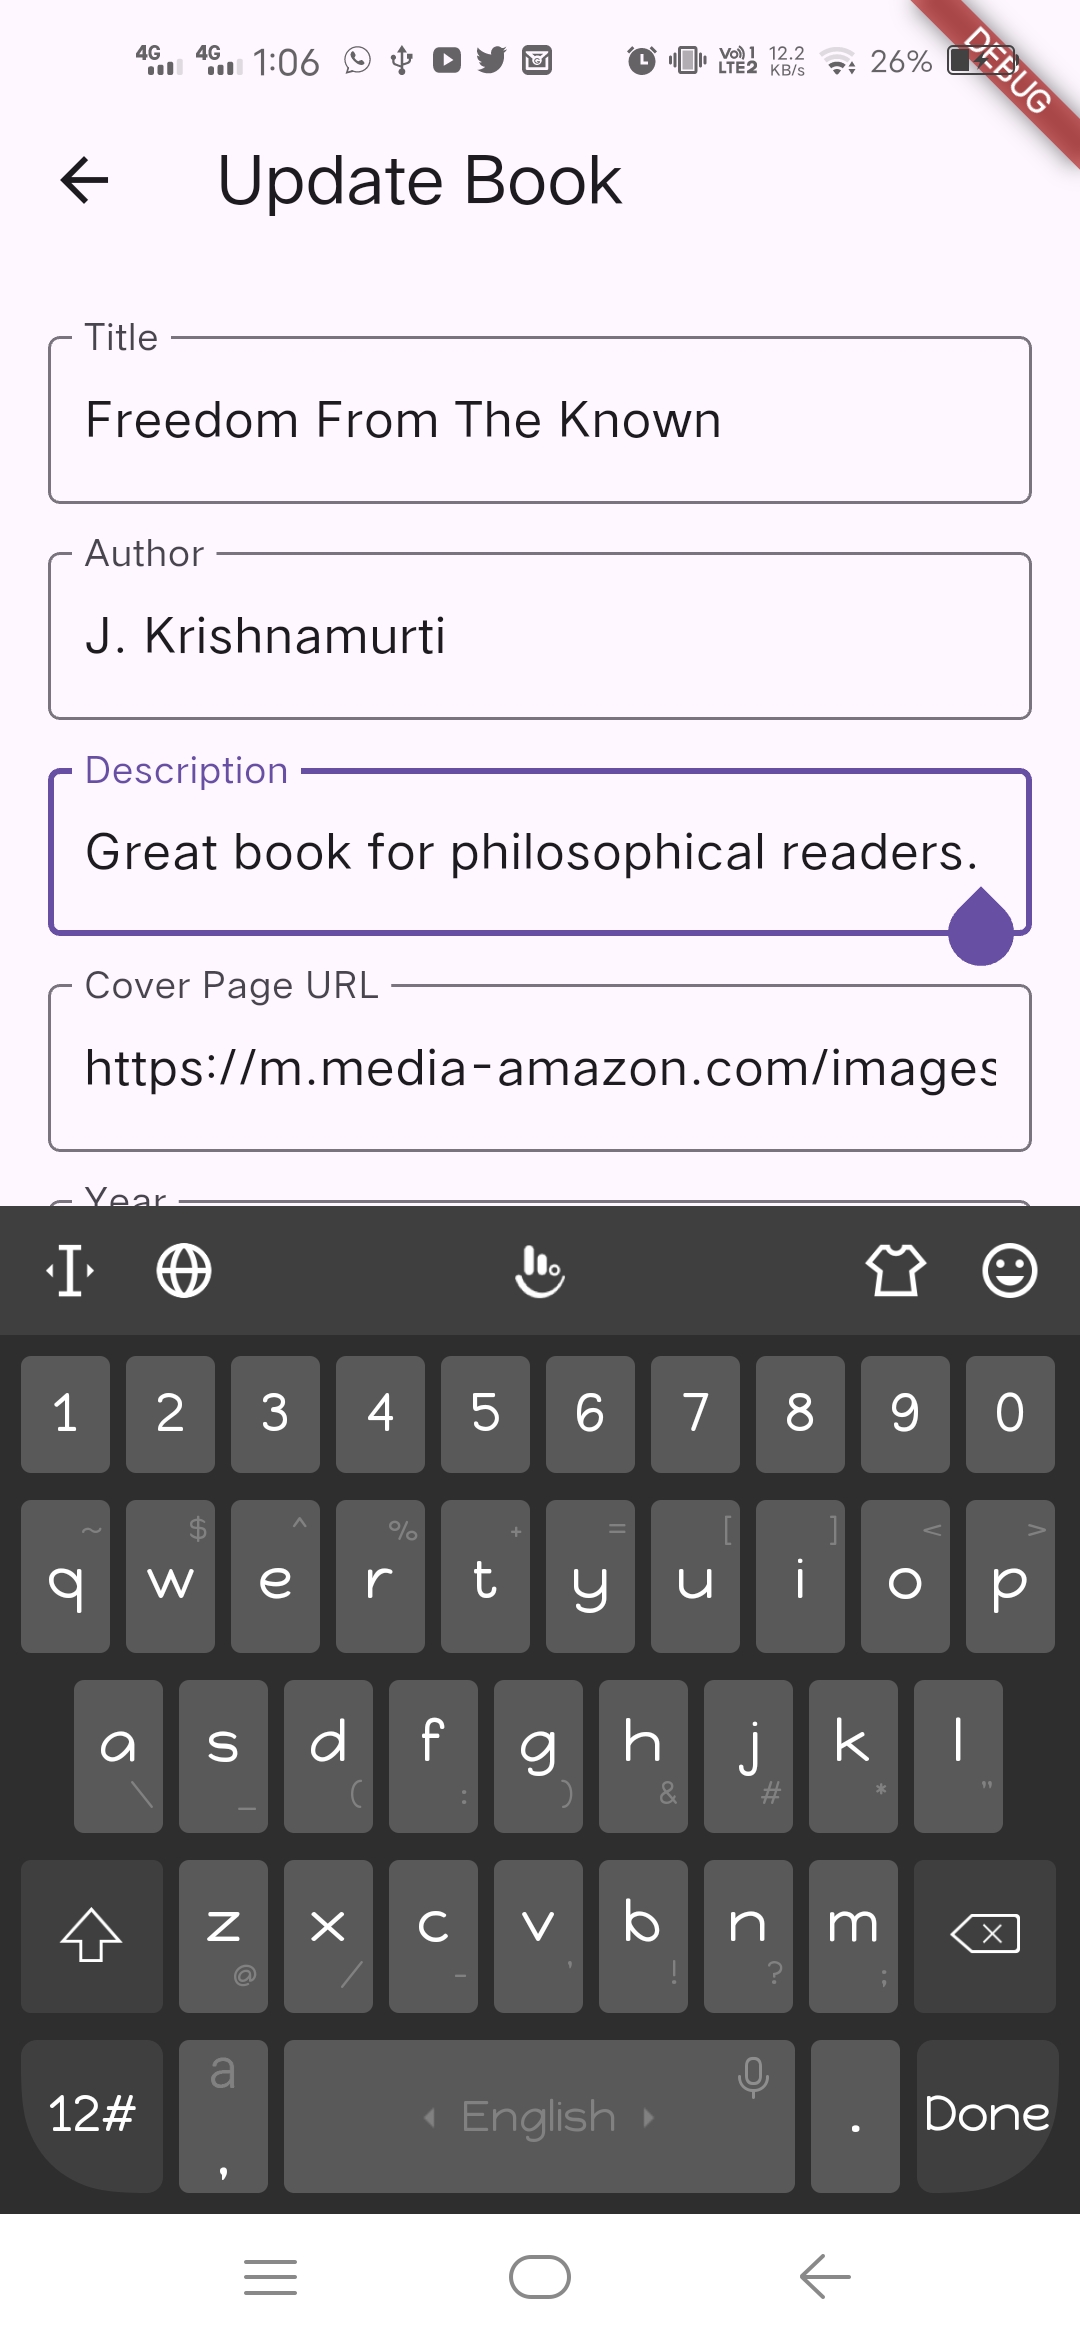 4G 4G 1:06 Vo)) 1 LTE2 12.2 KB/s 26%
DEBUG
Update Book
Title
Freedom From The Known
Author
J. Krishnamurti
Description
Great book for philosophical readers.
Cover Page URL
https://m.media-amazon.com/images
Year
1 2 3 4 5 6 7 8 9 0
~ $ ^ % + = [ ] < >
q w e r t y u i o p
a s d f g h j k l
\ _ ( : ) & # * "
z x c v b n m
@ / - ' ! ? ;
a
12# , English . Done